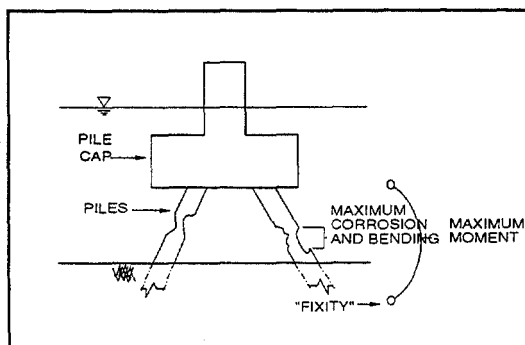 PILE
CAP
PILES
MAXIMUM
CORROSION
AND BENDING
MAXIMUM
MOMENT
"FIXITY"